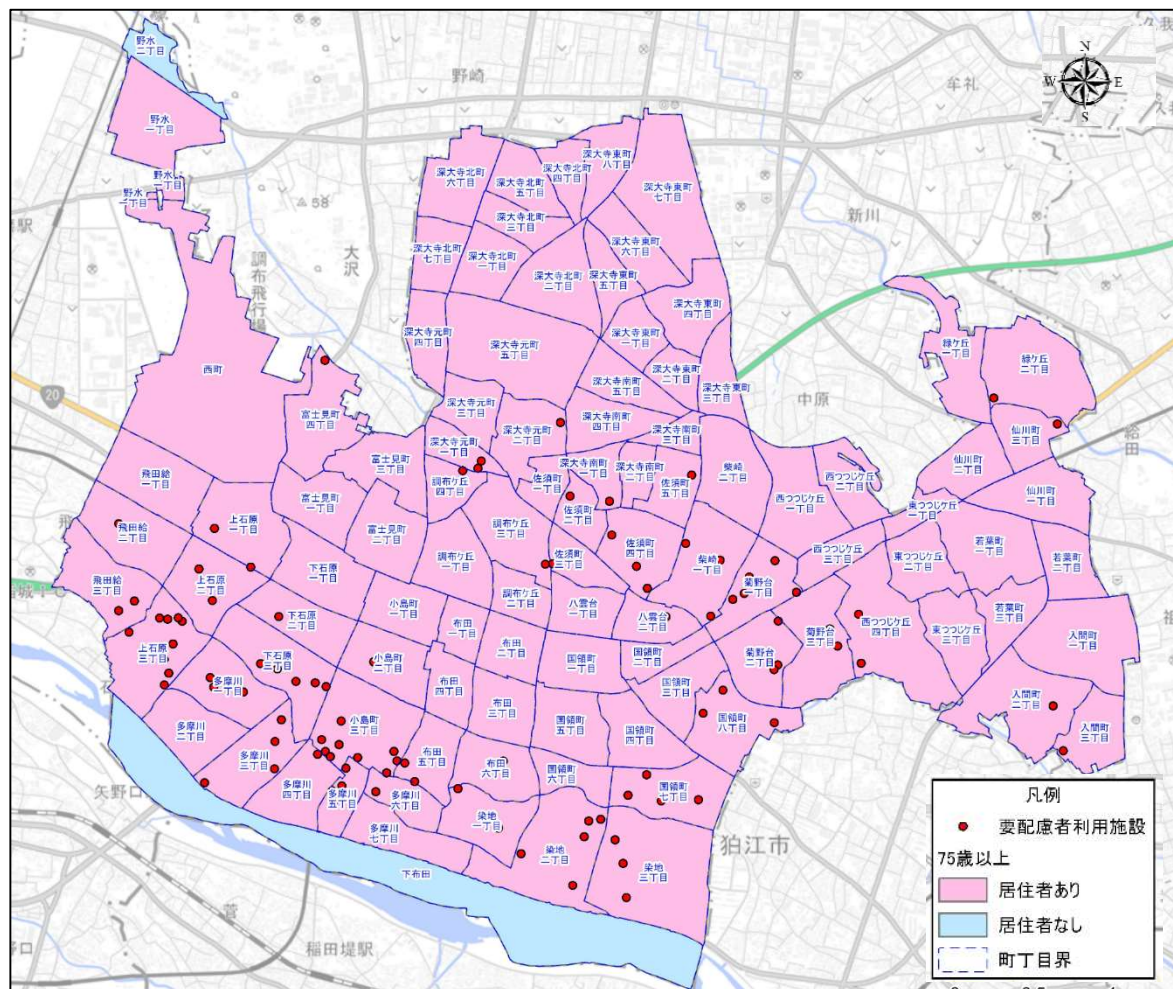 野水
二丁目
野水
一丁目
野水
一丁目
野水
一丁目
野崎
牟礼
N
W
E
S
新川
大沢
調布飛行場
58
中原
給田
20
深大寺北町
六丁目
深大寺北町
五丁目
深大寺北町
四丁目
深大寺東町
八丁目
深大寺東町
七丁目
深大寺北町
三丁目
深大寺北町
七丁目
深大寺北町
一丁目
深大寺北町
二丁目
深大寺東町
六丁目
深大寺東町
五丁目
深大寺東町
四丁目
深大寺元町
四丁目
深大寺元町
五丁目
深大寺東町
一丁目
深大寺東町
二丁目
深大寺東町
三丁目
深大寺南町
五丁目
深大寺南町
四丁目
深大寺南町
三丁目
深大寺元町
三丁目
深大寺元町
二丁目
深大寺元町
一丁目
深大寺南町
一丁目
深大寺南町
二丁目
緑ケ丘
一丁目
緑ケ丘
二丁目
仙川町
三丁目
仙川町
二丁目
仙川町
一丁目
西町
富士見町
四丁目
富士見町
三丁目
富士見町
一丁目
富士見町
二丁目
飛田給
一丁目
飛田給
二丁目
飛田給
三丁目
上石原
一丁目
上石原
二丁目
上石原
三丁目
下石原
一丁目
下石原
二丁目
下石原
三丁目
調布ケ丘
四丁目
調布ケ丘
三丁目
調布ケ丘
一丁目
調布ケ丘
二丁目
佐須町
一丁目
佐須町
二丁目
佐須町
五丁目
佐須町
四丁目
佐須町
三丁目
柴崎
二丁目
柴崎
一丁目
西つつじケ丘
二丁目
西つつじケ丘
一丁目
西つつじケ丘
三丁目
西つつじケ丘
四丁目
東つつじケ丘
一丁目
東つつじケ丘
二丁目
東つつじケ丘
三丁目
若葉町
一丁目
若葉町
二丁目
若葉町
三丁目
入間町
一丁目
入間町
二丁目
入間町
三丁目
菊野台
一丁目
菊野台
二丁目
菊野台
三丁目
八雲台
一丁目
八雲台
二丁目
小島町
一丁目
小島町
二丁目
小島町
三丁目
布田
一丁目
布田
二丁目
布田
四丁目
布田
三丁目
布田
五丁目
布田
六丁目
国領町
一丁目
国領町
二丁目
国領町
三丁目
国領町
八丁目
国領町
五丁目
国領町
四丁目
国領町
六丁目
国領町
七丁目
多摩川
一丁目
多摩川
二丁目
多摩川
三丁目
多摩川
四丁目
多摩川
五丁目
多摩川
六丁目
多摩川
七丁目
染地
一丁目
染地
二丁目
染地
三丁目
下布田
矢野口
菅
稲田堤駅
狛江市
凡例
要配慮者利用施設
75歳以上
居住者あり
居住者なし
町丁目界